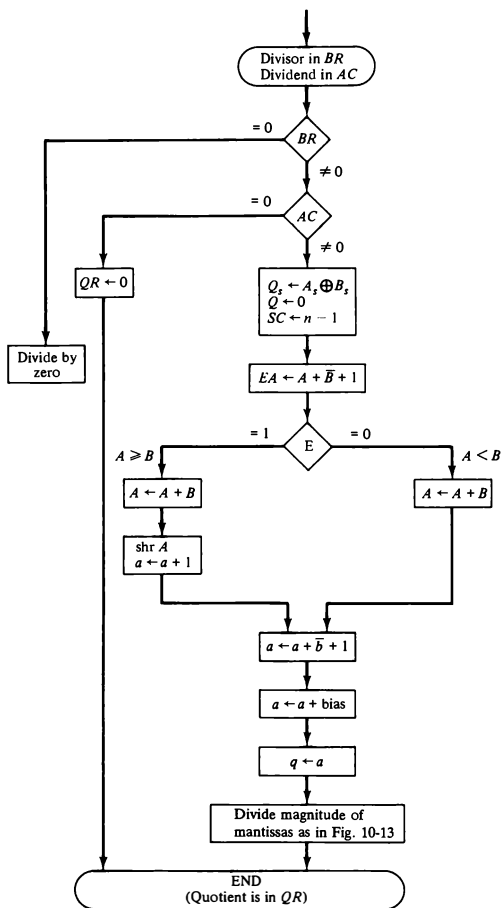 Divisor in BR
Dividend in AC
= 0
BR
≠ 0
= 0
AC
≠ 0
QR ← 0
Qₛ ← Aₛ ⊕ Bₛ
Q ← 0
SC ← n − 1
Divide by
zero
EA ← A + B̅ + 1
= 1
E
= 0
A ⩾ B
A < B
A ← A + B
A ← A + B
shr A
a ← a + 1
a ← a + b̅ + 1
a ← a + bias
q ← a
Divide magnitude of
mantissas as in Fig. 10-13
END
(Quotient is in QR)